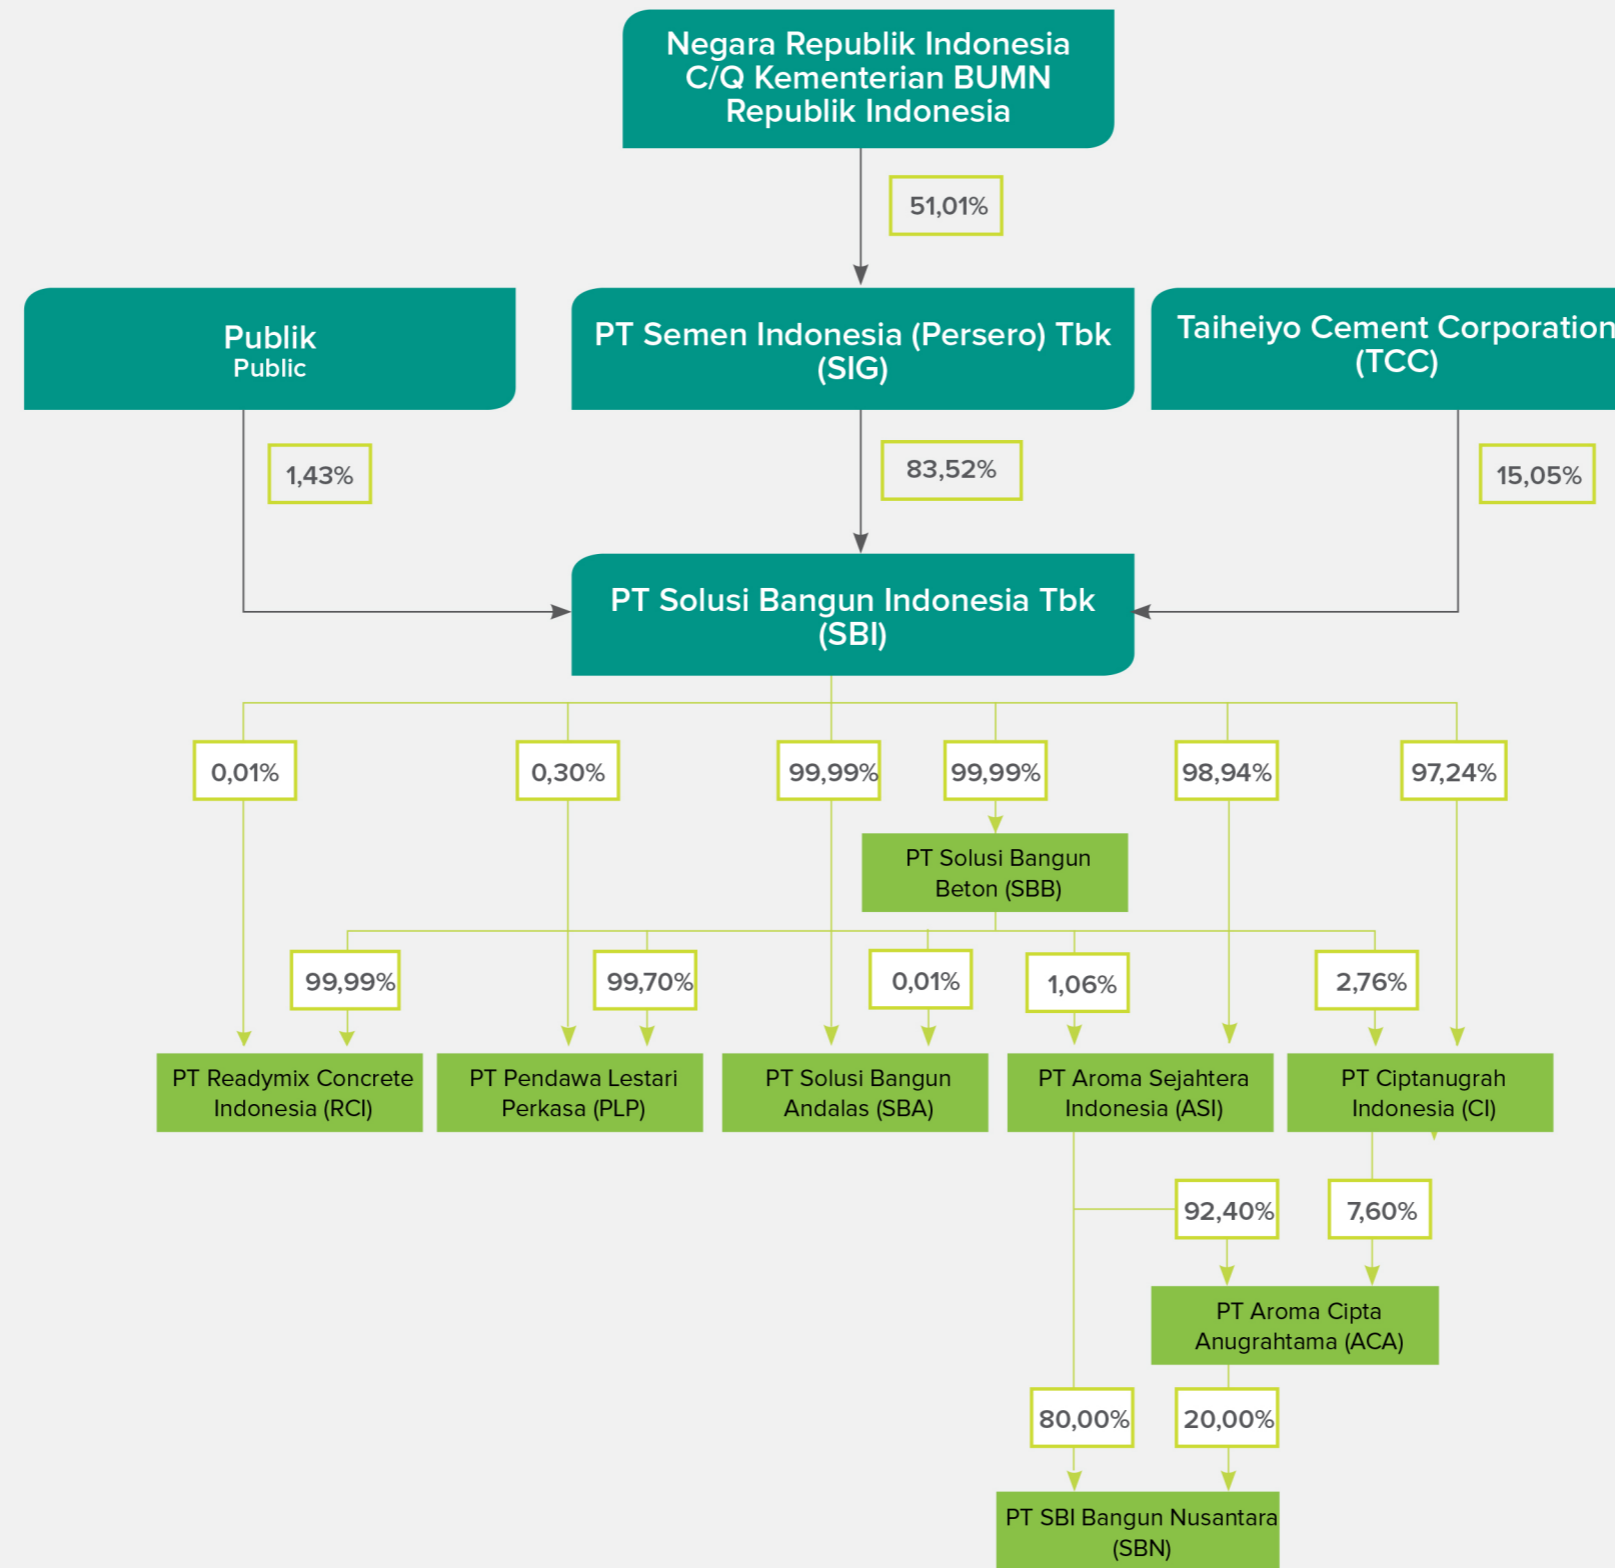 Negara Republik Indonesia
C/Q Kementerian BUMN
Republik Indonesia
51,01%
Publik
Public
PT Semen Indonesia (Persero) Tbk
(SIG)
Taiheiyo Cement Corporation
(TCC)
1,43%
83,52%
15,05%
PT Solusi Bangun Indonesia Tbk
(SBI)
0,01%
0,30%
99,99%
99,99%
98,94%
97,24%
PT Solusi Bangun
Beton (SBB)
99,99%
99,70%
0,01%
1,06%
2,76%
PT Readymix Concrete
Indonesia (RCI)
PT Pendawa Lestari
Perkasa (PLP)
PT Solusi Bangun
Andalas (SBA)
PT Aroma Sejahtera
Indonesia (ASI)
PT Ciptanugrah
Indonesia (CI)
92,40%
7,60%
PT Aroma Cipta
Anugrahtama (ACA)
80,00%
20,00%
PT SBI Bangun Nusantara
(SBN)